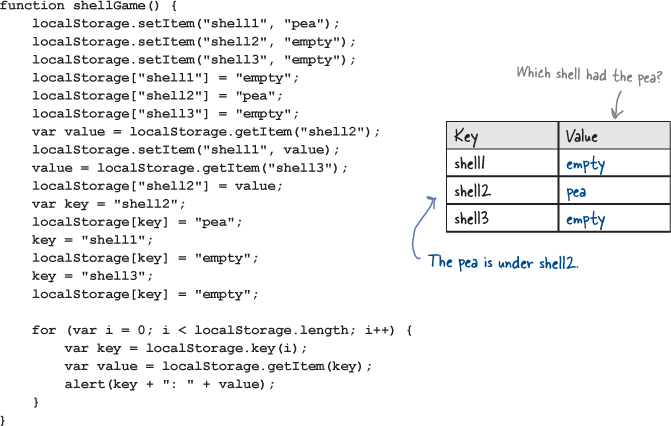 function shellGame() {
localStorage.setItem("shell1", "pea");
localStorage.setItem("shell2", "empty");
localStorage.setItem("shell3", "empty");
localStorage["shell1"] = "empty";
localStorage["shell2"] = "pea";
localStorage["shell3"] = "empty";
var value = localStorage.getItem("shell2");
localStorage.setItem("shell1", value);
value = localStorage.getItem("shell3");
localStorage["shell2"] = value;
var key = "shell2";
localStorage[key] = "pea";
key = "shell1";
localStorage[key] = "empty";
key = "shell3";
localStorage[key] = "empty";
for (var i = 0; i < localStorage.length; i++) {
var key = localStorage.key(i);
var value = localStorage.getItem(key);
alert(key + ": " + value);
}
}
Which shell had the pea?
Key Value
shell1 empty
shell2 pea
shell3 empty
The pea is under shell2.